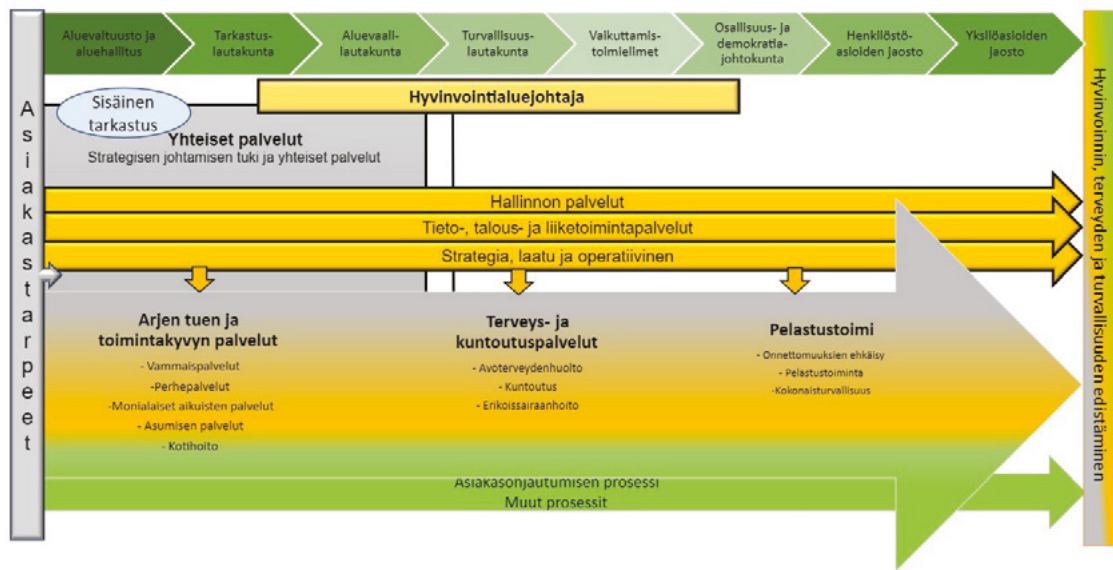 Aluevaltuusto ja
aluehallitus
Tarkastus-
lautakunta
Aluevaali-
lautakunta
Turvallisuus-
lautakunta
Vaikuttamis-
toimielimet
Osallisuus- ja
demokratia-
johtokunta
Henkilöstö-
asioiden jaosto
Yksilöasioiden
jaosto
Asiakastarpeet
Hyvinvointialuejohtaja
Sisäinen
tarkastus
Yhteiset palvelut
Strategisen johtamisen tuki ja yhteiset palvelut
Hallinnon palvelut
Tieto-, talous- ja liiketoimintapalvelut
Strategia, laatu ja operatiivinen
Arjen tuen ja
toimintakyvyn palvelut
- Vammaispalvelut
-Perhepalvelut
-Monialaiset aikuisten palvelut
- Asumisen palvelut
- Kotihoito
Terveys- ja
kuntoutuspalvelut
- Avoterveydenhuolto
- Kuntoutus
- Erikoissairaanhoito
Pelastustoimi
- Onnettomuuksien ehkäisy
- Pelastustoiminta
-Kokonaisturvallisuus
Asiakasohjautumisen prosessi
Muut prosessit
Hyvinvoinnin, terveyden ja turvallisuuden edistäminen